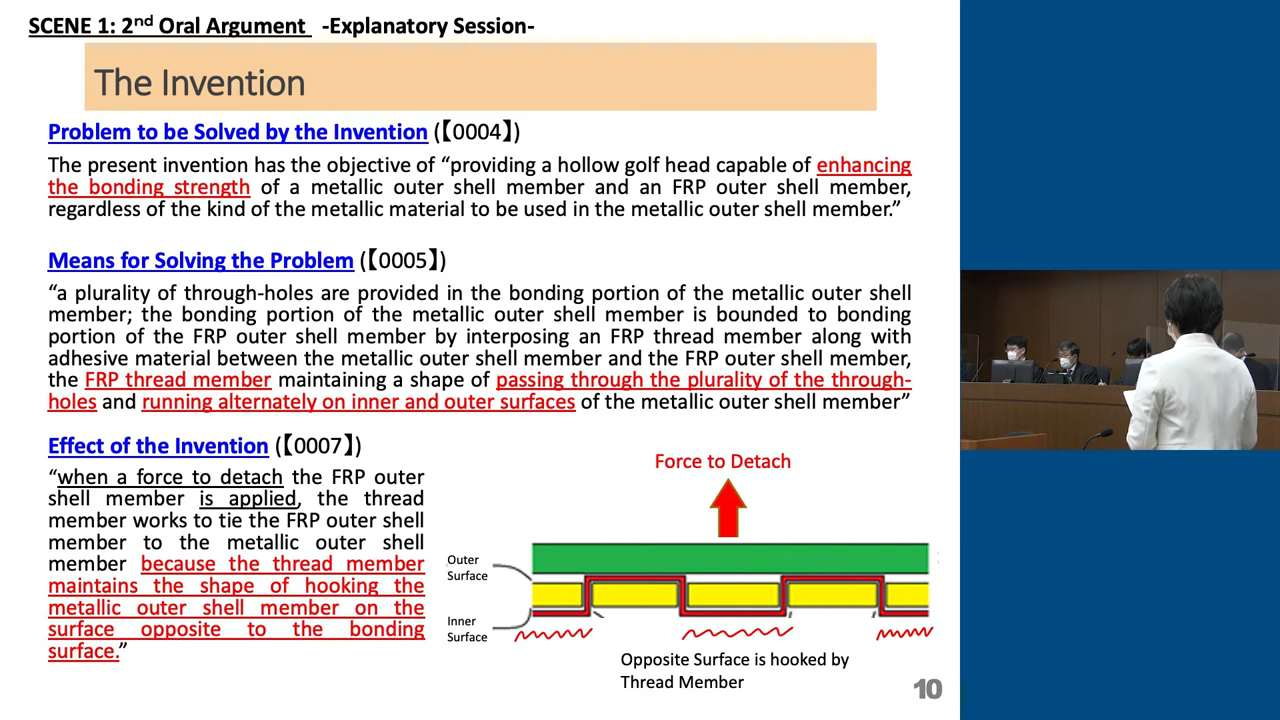 SCENE 1: 2nd Oral Argument -Explanatory Session-
The Invention
Problem to be Solved by the Invention (【0004】)
The present invention has the objective of “providing a hollow golf head capable of enhancing
the bonding strength of a metallic outer shell member and an FRP outer shell member,
regardless of the kind of the metallic material to be used in the metallic outer shell member.”
Means for Solving the Problem (【0005】)
“a plurality of through-holes are provided in the bonding portion of the metallic outer shell
member; the bonding portion of the metallic outer shell member is bounded to bonding
portion of the FRP outer shell member by interposing an FRP thread member along with
adhesive material between the metallic outer shell member and the FRP outer shell member,
the FRP thread member maintaining a shape of passing through the plurality of the through-
holes and running alternately on inner and outer surfaces of the metallic outer shell member”
Effect of the Invention (【0007】)
“when a force to detach the FRP outer
shell member is applied, the thread
member works to tie the FRP outer shell
member to the metallic outer shell
member because the thread member
maintains the shape of hooking the
metallic outer shell member on the
surface opposite to the bonding
surface.”
Force to Detach
Outer
Surface
Inner
Surface
Opposite Surface is hooked by
Thread Member
10